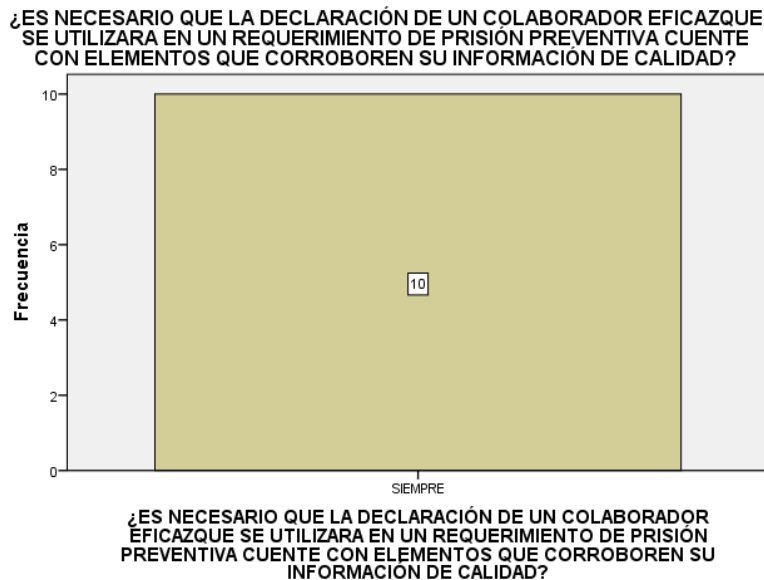 ¿ES NECESARIO QUE LA DECLARACIÓN DE UN COLABORADOR EFICAZQUE
SE UTILIZARA EN UN REQUERIMIENTO DE PRISIÓN PREVENTIVA CUENTE
CON ELEMENTOS QUE CORROBOREN SU INFORMACIÓN DE CALIDAD?
10
8
6
4
2
0
Frecuencia
10
SIEMPRE
¿ES NECESARIO QUE LA DECLARACIÓN DE UN COLABORADOR
EFICAZQUE SE UTILIZARA EN UN REQUERIMIENTO DE PRISIÓN
PREVENTIVA CUENTE CON ELEMENTOS QUE CORROBOREN SU
INFORMACIÓN DE CALIDAD?